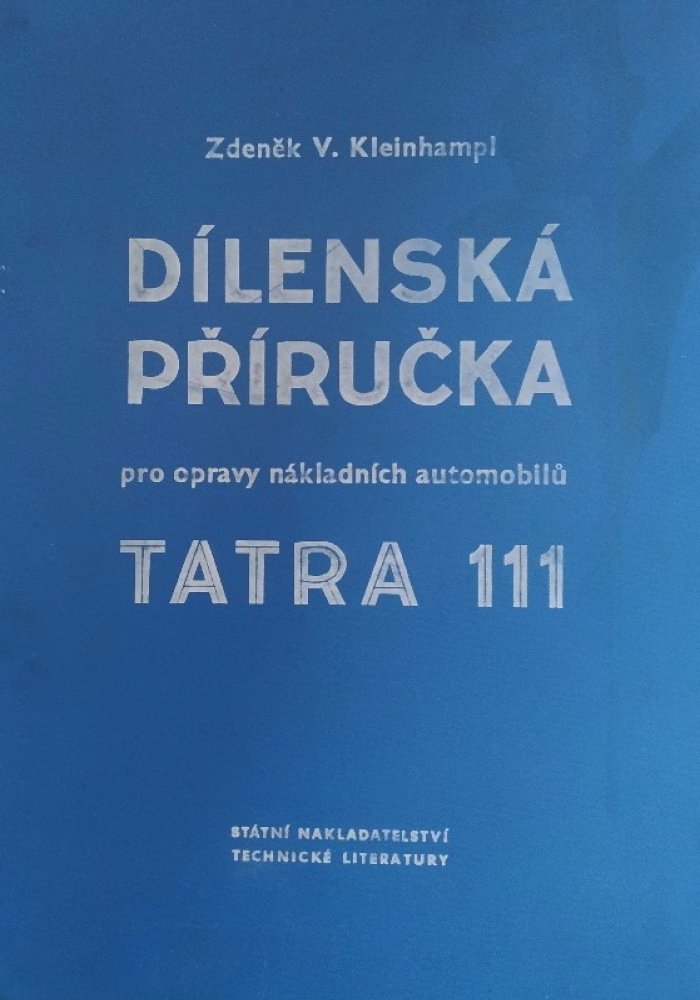 Zdeněk V. Kleinhampl
DÍLENSKÁ
PŘÍRUČKA
pro opravy nákladních automobilů
TATRA 111
STÁTNÍ NAKLADATELSTVÍ
TECHNICKÉ LITERATURY